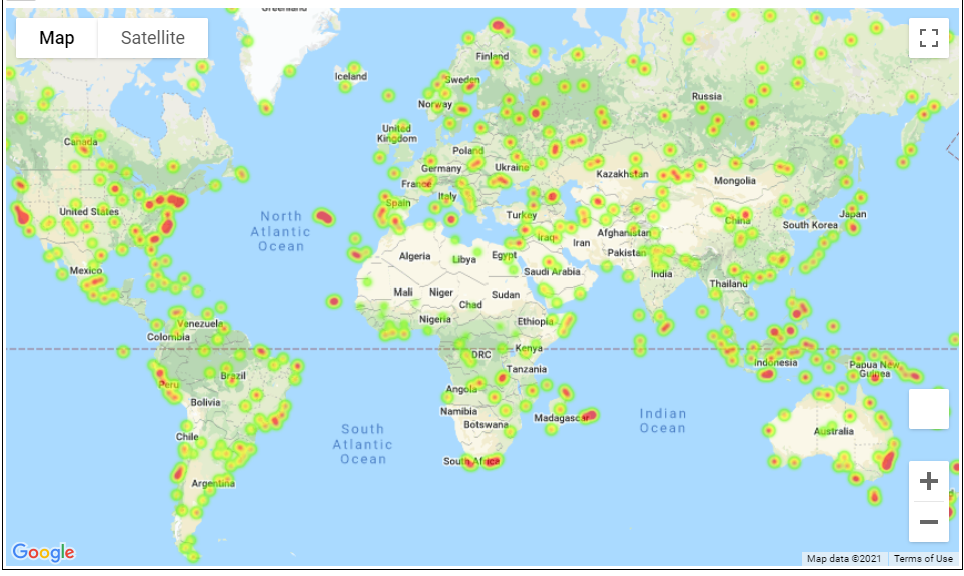 Greenland
Map
Satellite
Iceland
Finland
Sweden
Norway
Russia
United
Kingdom
Canada
Poland
Germany
Ukraine
Kazakhstan
Mongolia
France
Italy
Spain
United States
North
Atlantic
Ocean
Turkey
China
Japan
South Korea
Iraq
Iran
Afghanistan
Pakistan
Algeria
Libya
Egypt
Saudi Arabia
India
Mexico
Mali
Niger
Chad
Sudan
Thailand
Nigeria
Ethiopia
Venezuela
Colombia
DRC
Kenya
Tanzania
Indonesia
Papua New
Guinea
Peru
Brazil
Bolivia
Angola
Namibia
Botswana
Madagascar
Indian
Ocean
South
Atlantic
Ocean
Australia
Chile
South Africa
Argentina
Google
Map data ©2021
Terms of Use